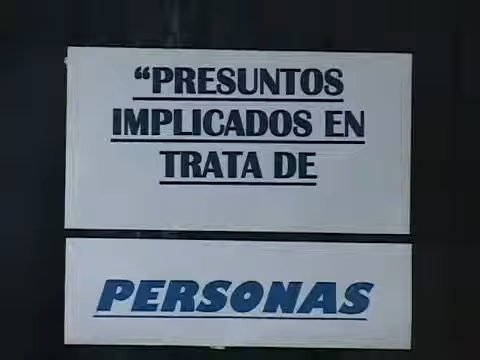 “PRESUNTOS
IMPLICADOS EN
TRATA DE
PERSONAS